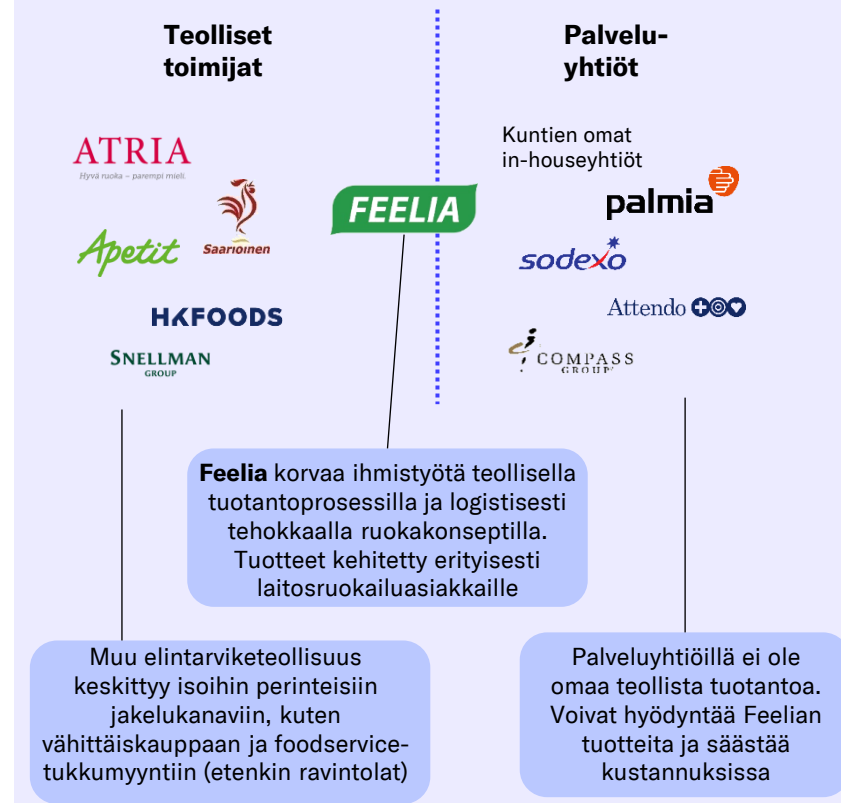 Teolliset
toimijat
Palvelu-
yhtiöt
ATRIA
Hyvä ruoka – parempi mieli.
Saarioinen
Apetit
HKFOODS
SNELLMAN
GROUP
FEELIA
Kuntien omat
in-houseyhtiöt
palmia
sodexo
Attendo
COMPASS
GROUP
Feelia korvaa ihmistyötä teollisella
tuotantoprosessilla ja logistisesti
tehokkaalla ruokakonseptilla.
Tuotteet kehitetty erityisesti
laitosruokailuasiakkaille
Muu elintarviketeollisuus
keskittyy isoihin perinteisiin
jakelukanaviin, kuten
vähittäiskauppaan ja foodservice-
tukkumyyntiin (etenkin ravintolat)
Palveluyhtiöillä ei ole
omaa teollista tuotantoa.
Voivat hyödyntää Feelian
tuotteita ja säästää
kustannuksissa